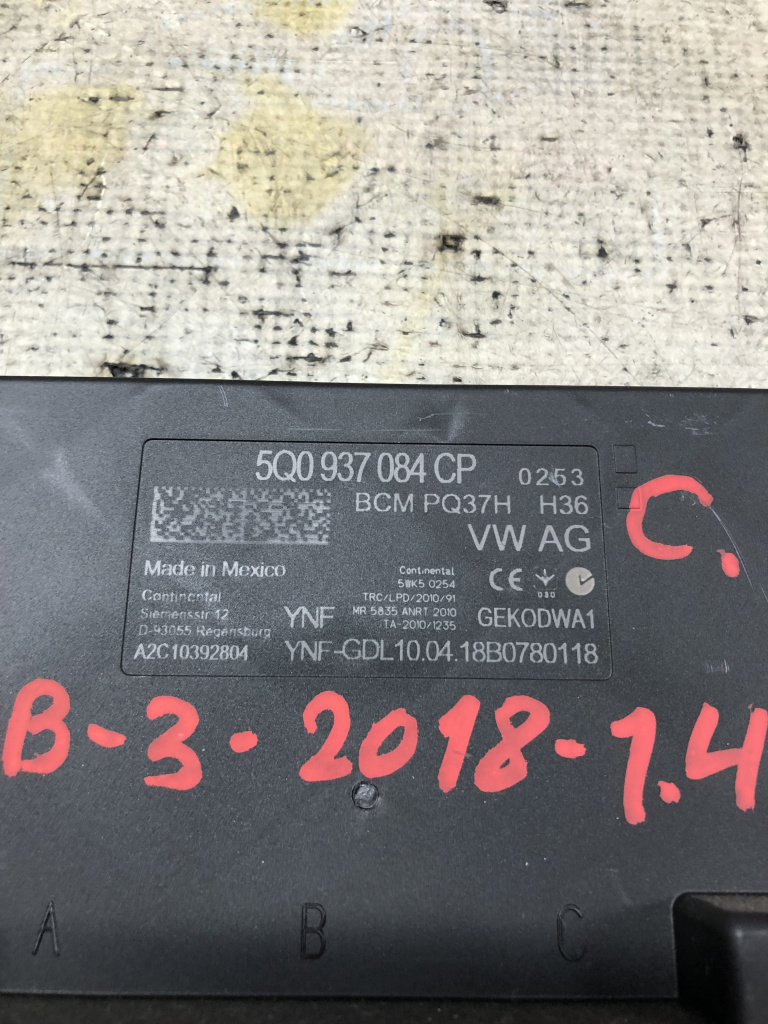 5Q0 937 084 CP 0253
BCM PQ37H H36
VW AG
Made in Mexico
Continental
5WK5 0254
TRC/LPD/2010/91
MR 5835 ANRT 2010
TA-2010/1235
CE
080
Continental
Siemensstr 12
D-93055 Regensburg
YNF
GEKODWA1
A2C10392804
YNF-GDL10.04.18B0780118
C.
B-3-2018-1.4
A B C